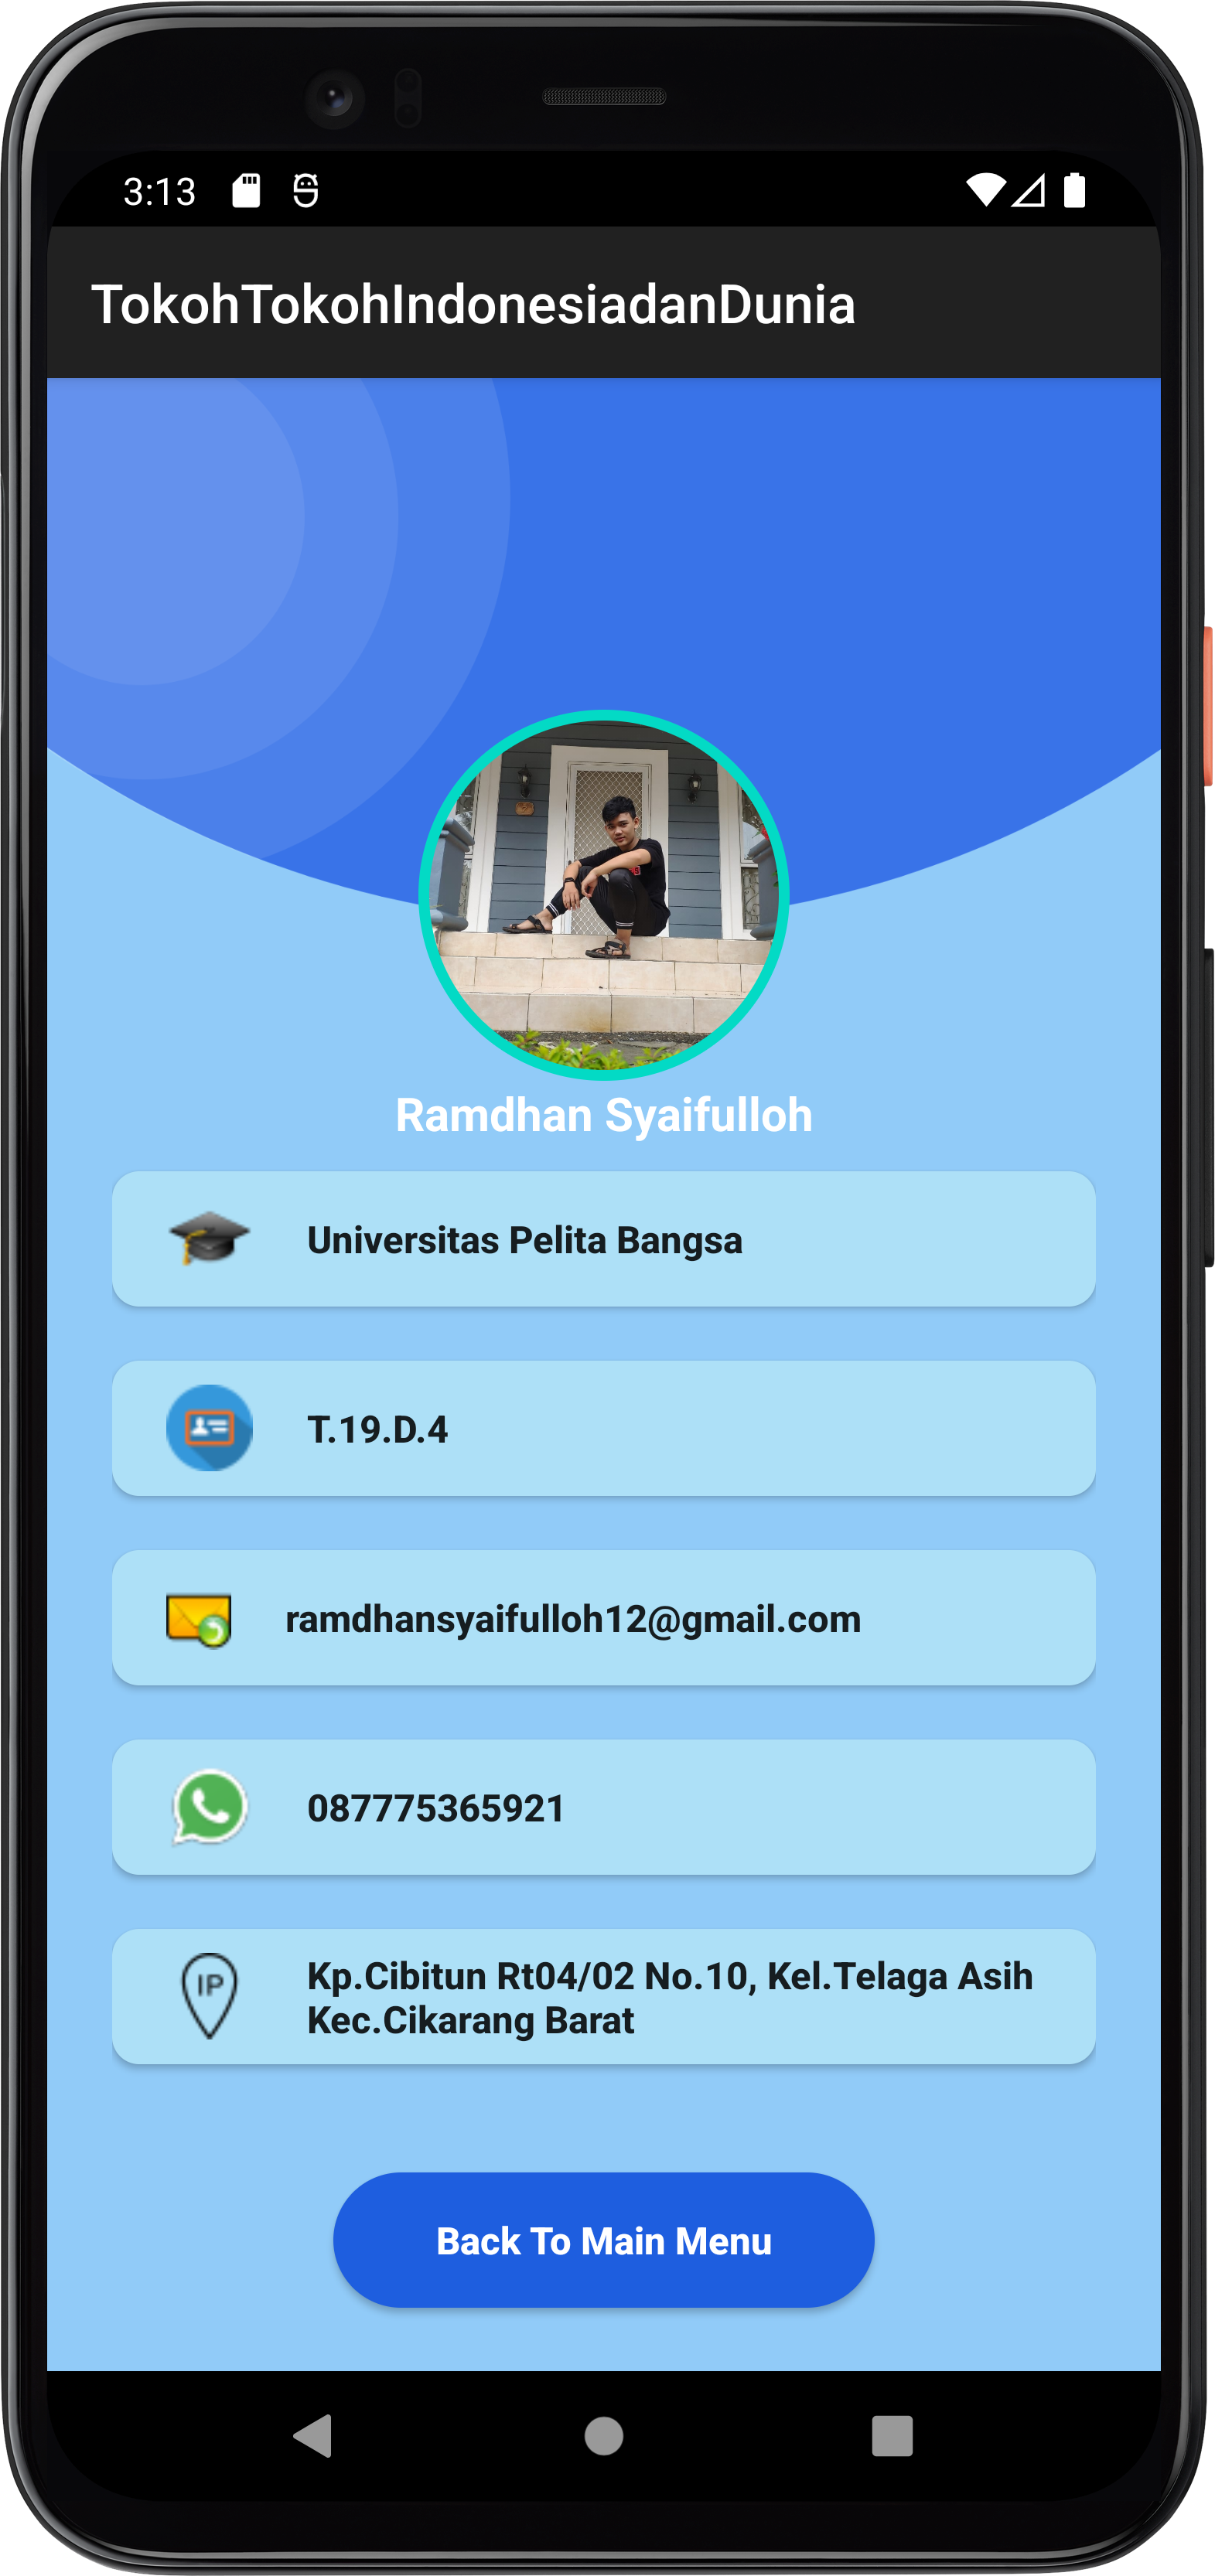 3:13
TokohTokohIndonesiadanDunia
Ramdhan Syaifulloh
Universitas Pelita Bangsa
T.19.D.4
ramdhansyaifulloh12@gmail.com
087775365921
IP
Kp.Cibitun Rt04/02 No.10, Kel.Telaga Asih
Kec.Cikarang Barat
Back To Main Menu